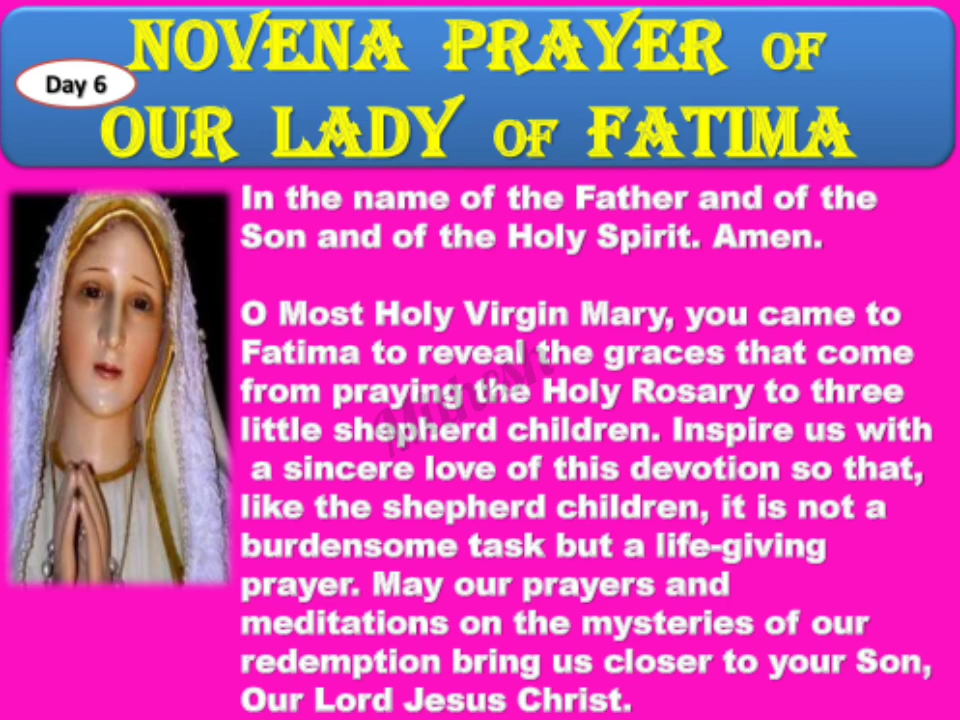 NOVENA PRAYER OF
Day 6
OUR LADY OF FATIMA
In the name of the Father and of the
Son and of the Holy Spirit. Amen.
O Most Holy Virgin Mary, you came to
Fatima to reveal the graces that come
from praying the Holy Rosary to three
little shepherd children. Inspire us with
a sincere love of this devotion so that,
like the shepherd children, it is not a
burdensome task but a life-giving
prayer. May our prayers and
meditations on the mysteries of our
redemption bring us closer to your Son,
Our Lord Jesus Christ.
Mahesh